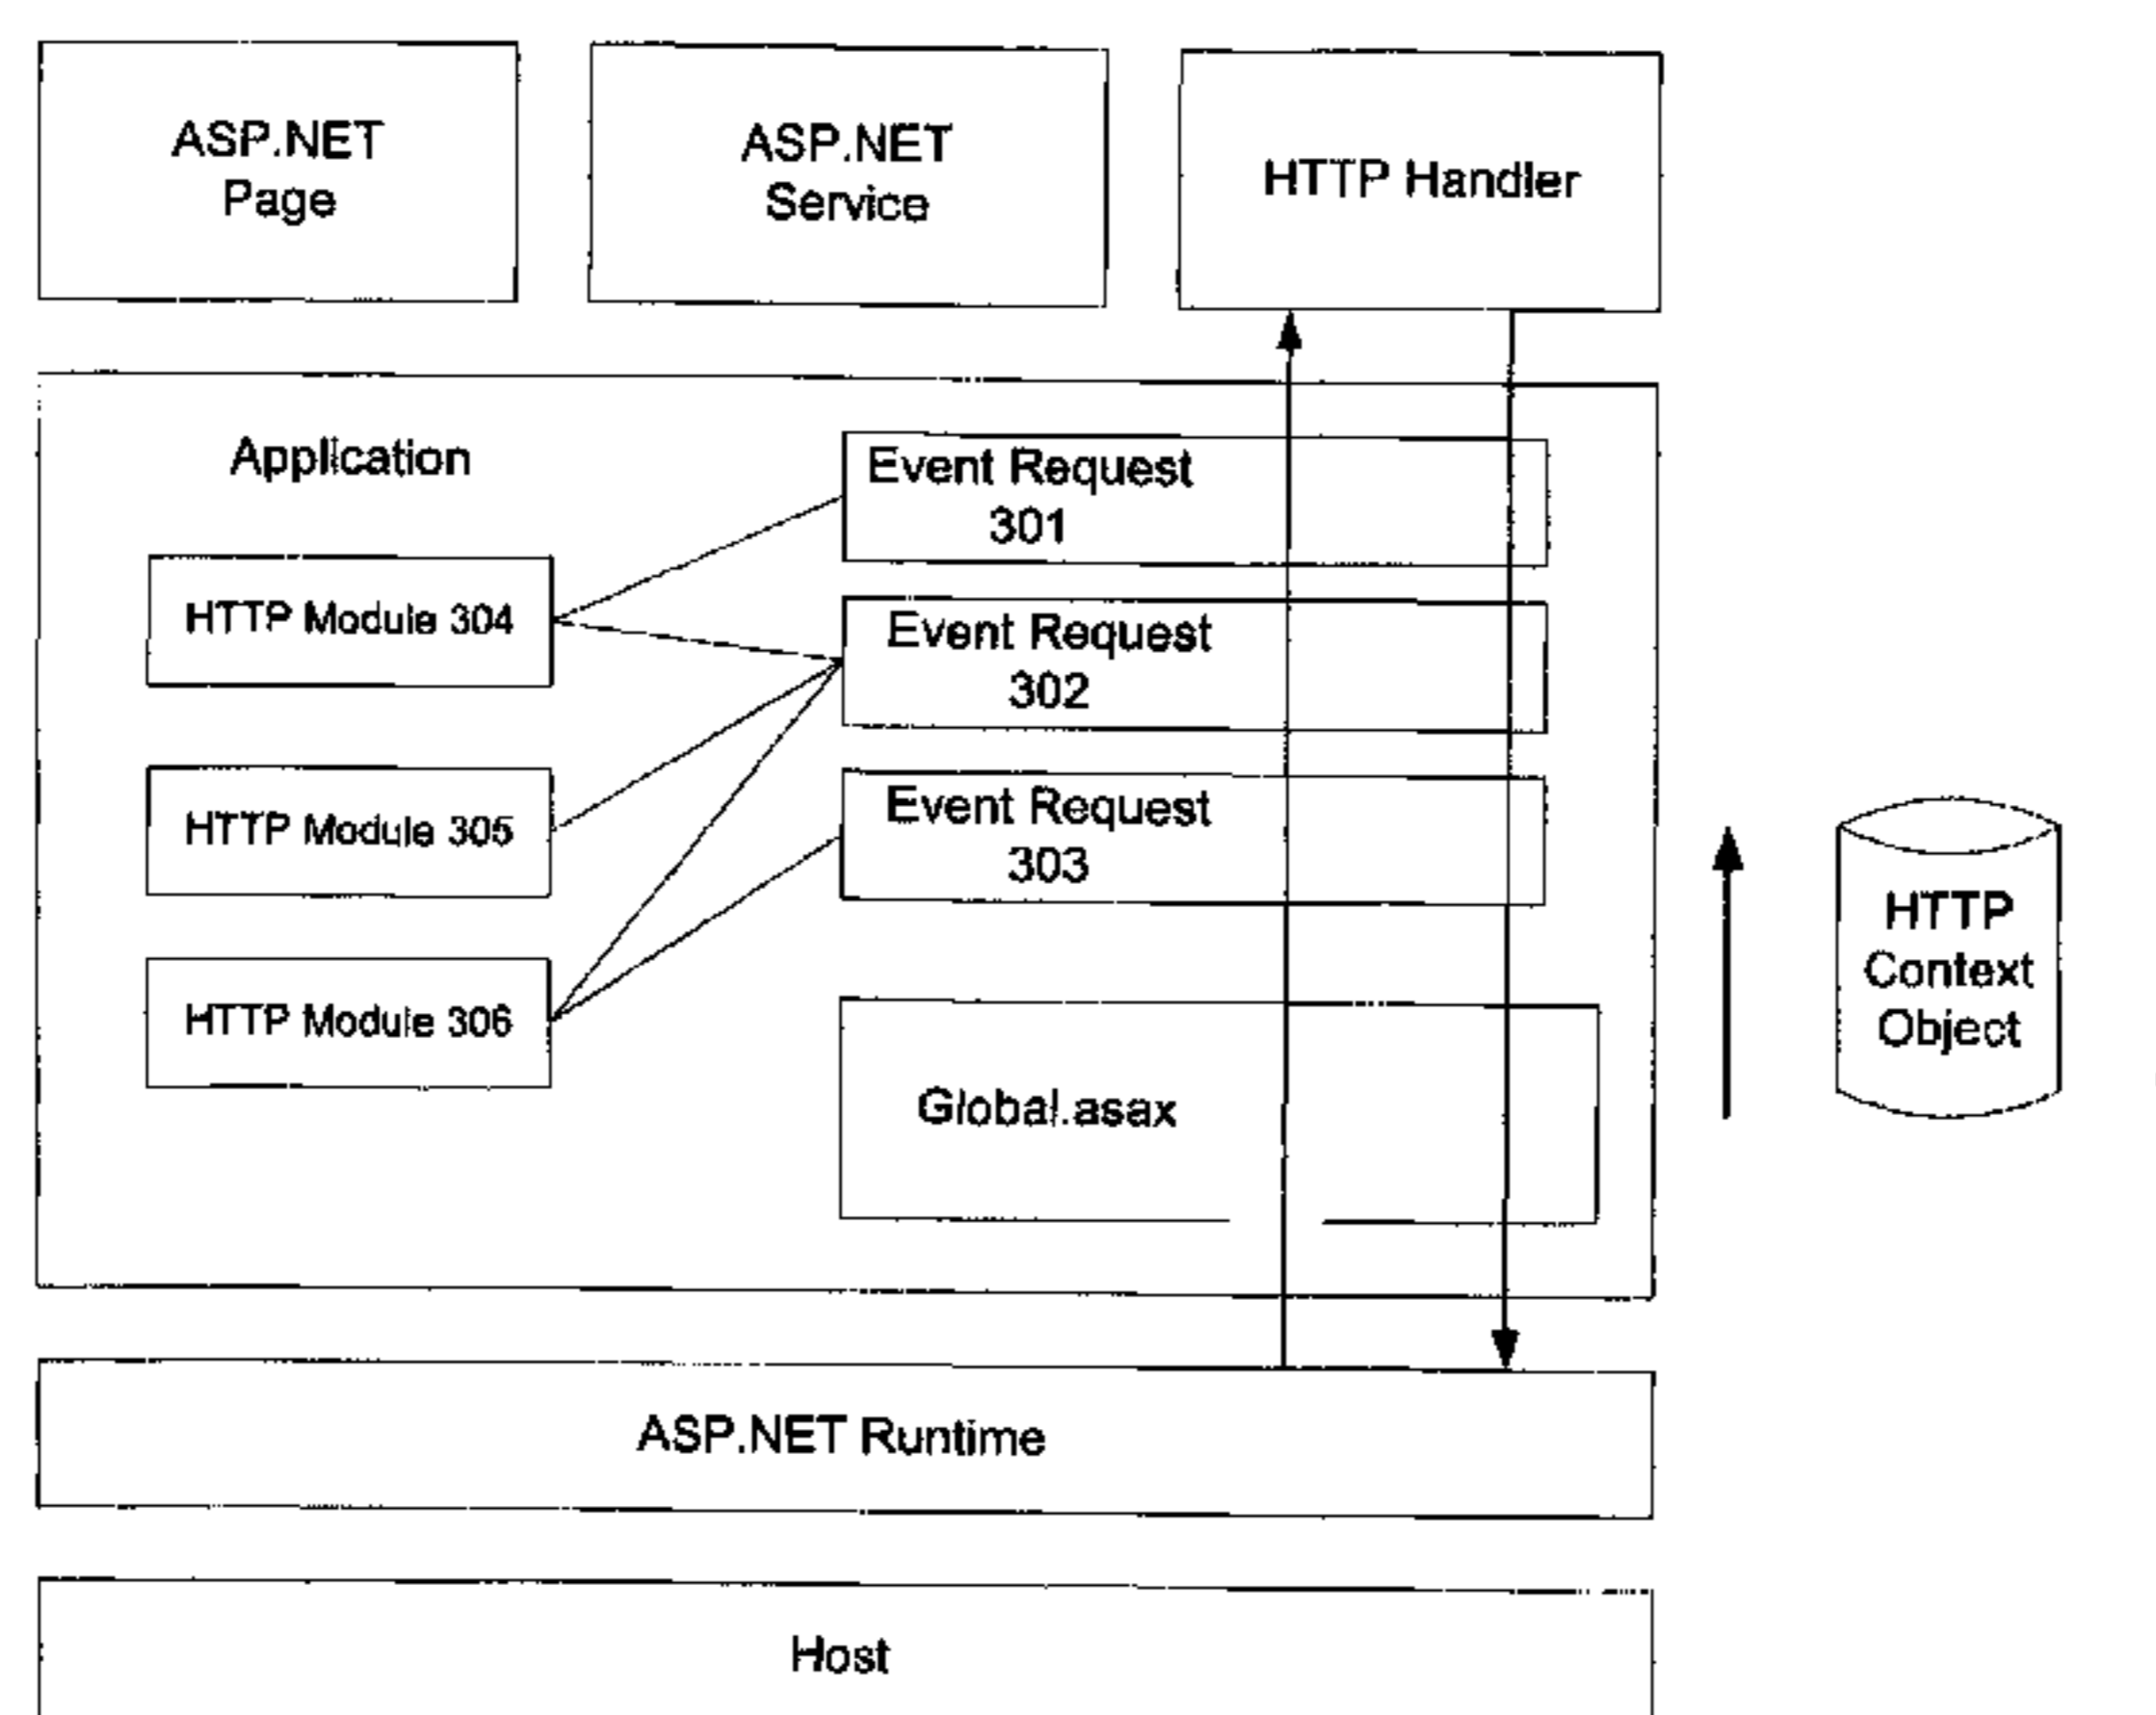 ASP.NET
Page
ASP.NET
Service
HTTP Handler
Application
Event Request
301
HTTP Module 304
Event Request
302
HTTP Module 305
Event Request
303
HTTP Module 306
Global.asax
HTTP
Context
Object
ASP.NET Runtime
Host